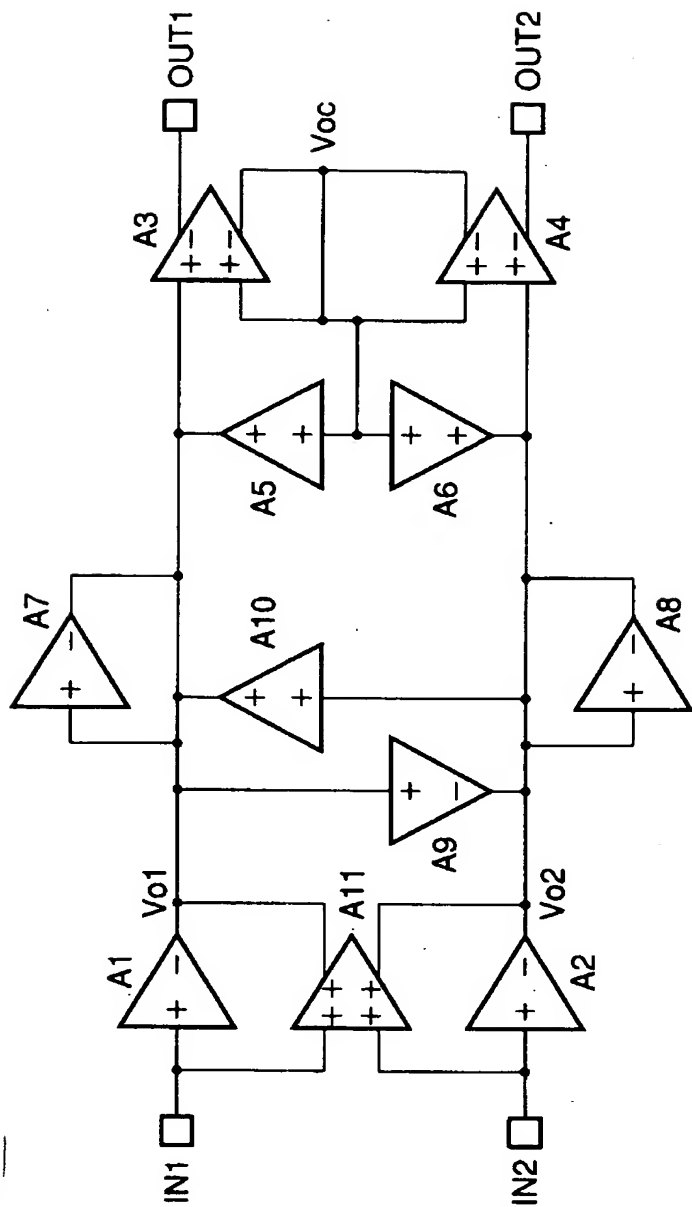 IN1
A1
+ −
Vo1
A7
+ −
A3
+ −
+ −
OUT1
A10
+
+
A5
+
+
Voc
A11
+ +
+ +
A9
+
−
A6
+
+
IN2
A2
+ −
Vo2
A8
+ −
A4
+ −
+ −
OUT2